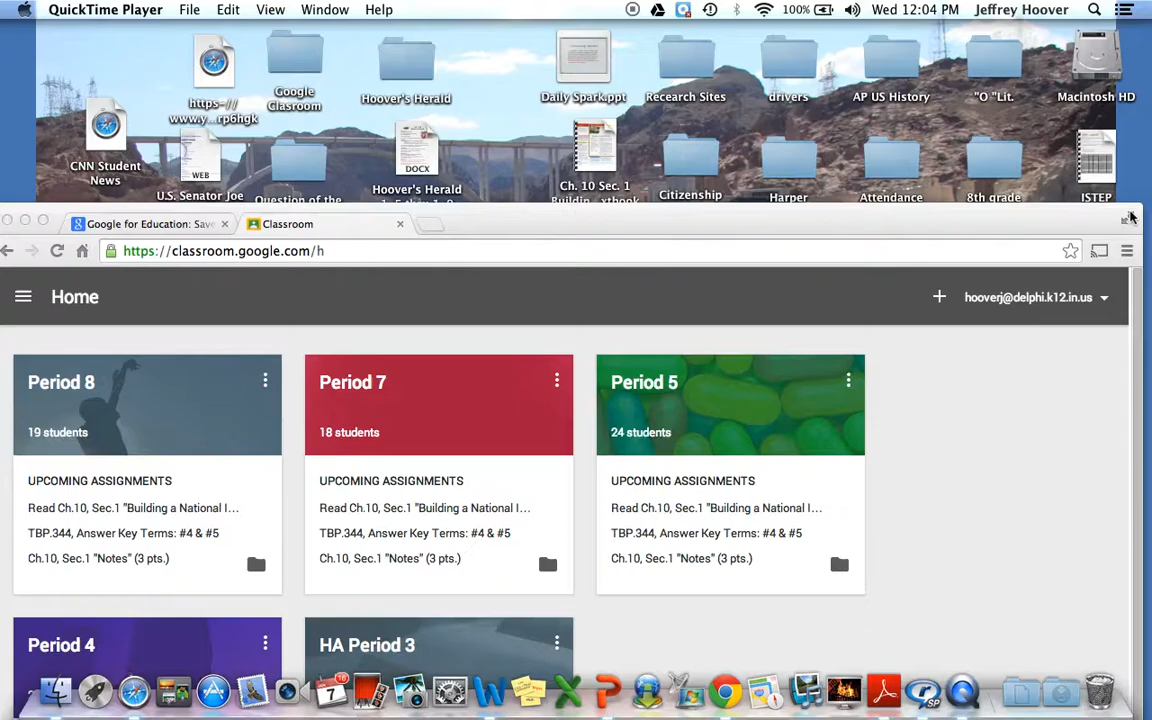 QuickTime Player File Edit View Window Help 100% Wed 12:04 PM Jeffrey Hoover
https-//
www.y...rp6hgk
Google
Clasroom
Hoover's Herald
Daily Spark.ppt
Recearch Sites
drivers
AP US History
"O "Lit.
Macintosh HD
CNN Student
News
WEB
U.S. Senator Joe
Question of the
DOCX
Hoover's Herald
Ch. 10 Sec. 1
Citizenship
Harper
Attendance
8th grade
ISTEP
Google for Education: Save
Classroom
https://classroom.google.com/h
Home
hooverj@delphi.k12.in.us
Period 8
19 students
UPCOMING ASSIGNMENTS
Read Ch.10, Sec.1 "Building a National I...
TBP.344, Answer Key Terms: #4 & #5
Ch.10, Sec.1 "Notes" (3 pts.)
Period 7
18 students
UPCOMING ASSIGNMENTS
Read Ch.10, Sec.1 "Building a National I...
TBP.344, Answer Key Terms: #4 & #5
Ch.10, Sec.1 "Notes" (3 pts.)
Period 5
24 students
UPCOMING ASSIGNMENTS
Read Ch.10, Sec.1 "Building a National I...
TBP.344, Answer Key Terms: #4 & #5
Ch.10, Sec.1 "Notes" (3 pts.)
Period 4
HA Period 3
7